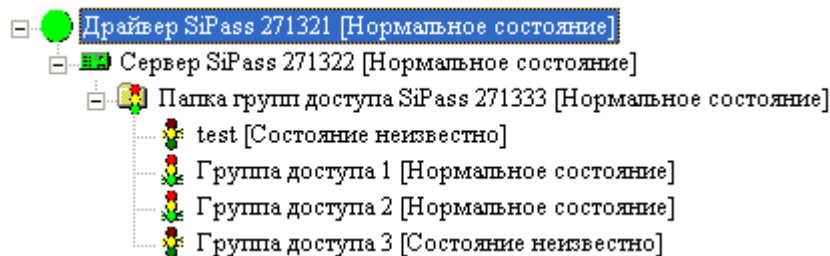 Драйвер SiPass 271321 [Нормальное состояние]
Сервер SiPass 271322 [Нормальное состояние]
Папка групп доступа SiPass 271333 [Нормальное состояние]
test [Состояние неизвестно]
Группа доступа 1 [Нормальное состояние]
Группа доступа 2 [Нормальное состояние]
Группа доступа 3 [Состояние неизвестно]